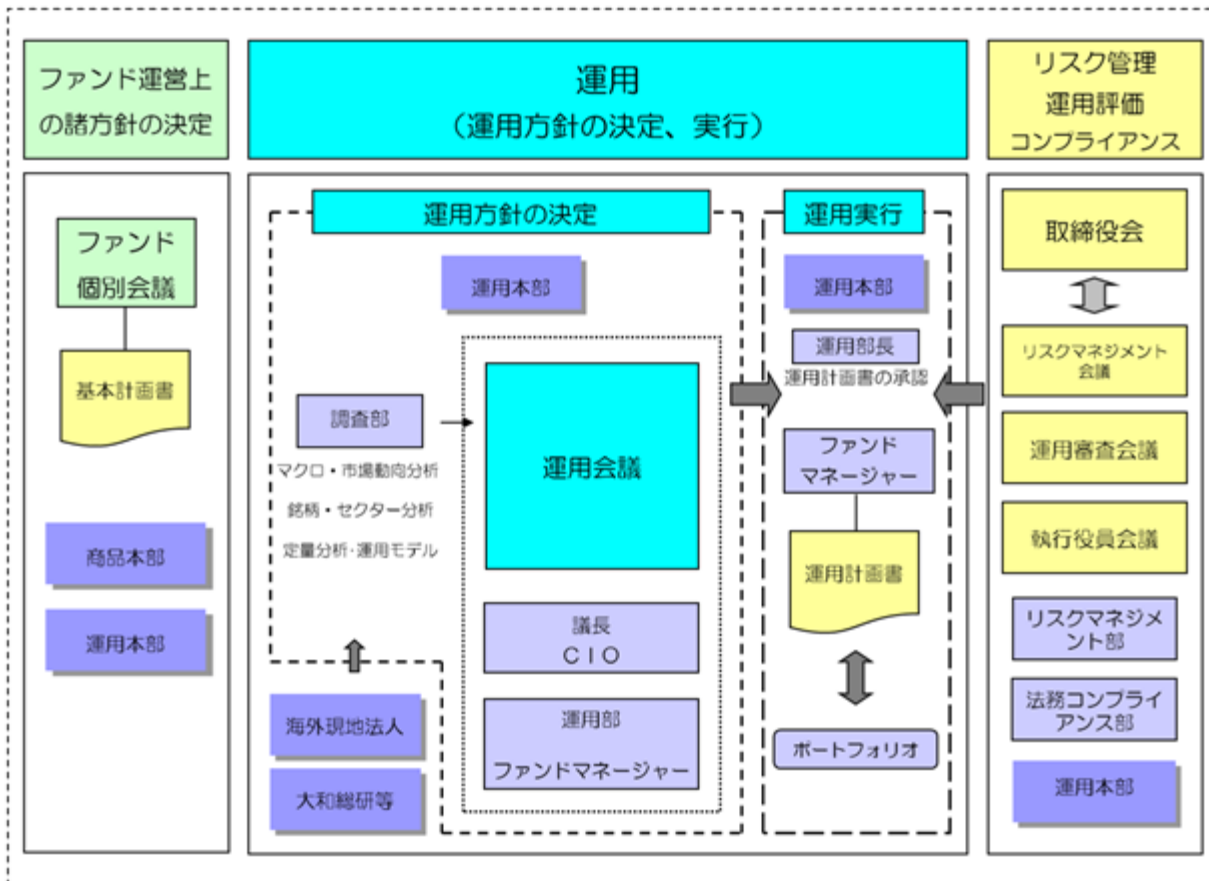 ファンド運営上
の諸方針の決定
運用
(運用方針の決定、実行)
リスク管理
運用評価
コンプライアンス
ファンド
個別会議
基本計画書
商品本部
運用本部
運用方針の決定
運用本部
調査部
マクロ・市場動向分析
銘柄・セクター分析
定量分析・運用モデル
運用会議
議長
CIO
運用部
ファンドマネージャー
海外現地法人
大和総研等
運用実行
運用本部
運用部長
運用計画書の承認
ファンド
マネージャー
運用計画書
ポートフォリオ
取締役会
リスクマネジメント
会議
運用審査会議
執行役員会議
リスクマネジメ
ント部
法務コンプライ
アンス部
運用本部